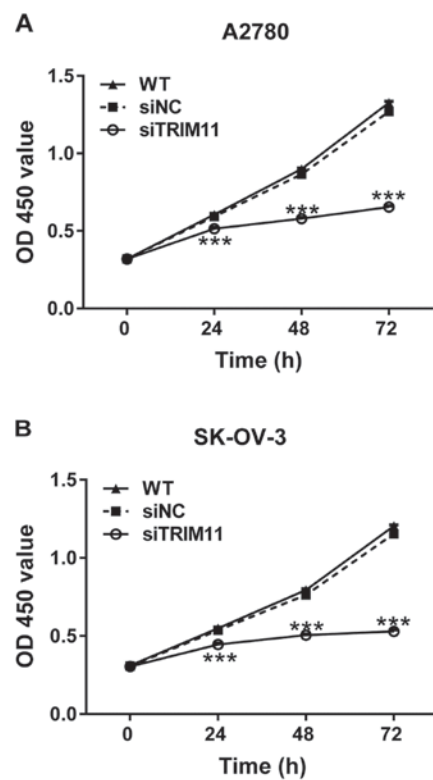 A
A2780
WT
siNC
siTRIM11
1.5
1.0
0.5
0.0
OD 450 value
***
***
***
0 24 48 72
Time (h)
B
SK-OV-3
WT
siNC
siTRIM11
1.5
1.0
0.5
0.0
OD 450 value
***
***
***
0 24 48 72
Time (h)